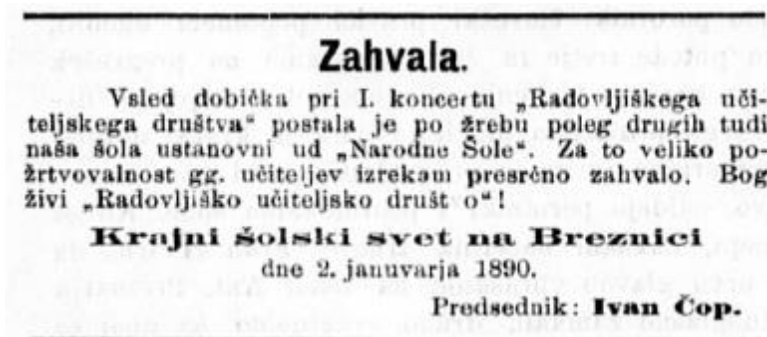 Zahvala.
Vsled dobička pri I. koncertu „Radovljiškega uči-
teljskega društva“ postala je po žrebu poleg drugih tudi
naša šola ustanovni ud „Narodne Šole“. Za to veliko po-
žrtvovalnost gg. učiteljev izrekam presrčno zahvalo. Bog
živi „Radovljiško učiteljsko društ o“!
Krajni šolski svet na Breznici
dne 2. januvarja 1890.
Predsednik: Ivan Čop.